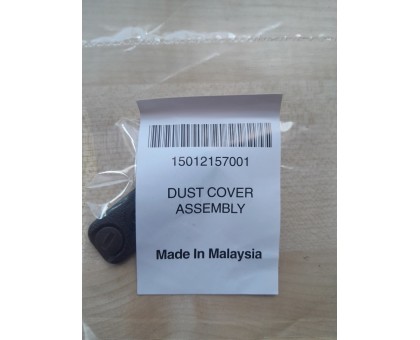 15012157001
DUST COVER
ASSEMBLY
Made In Malaysia